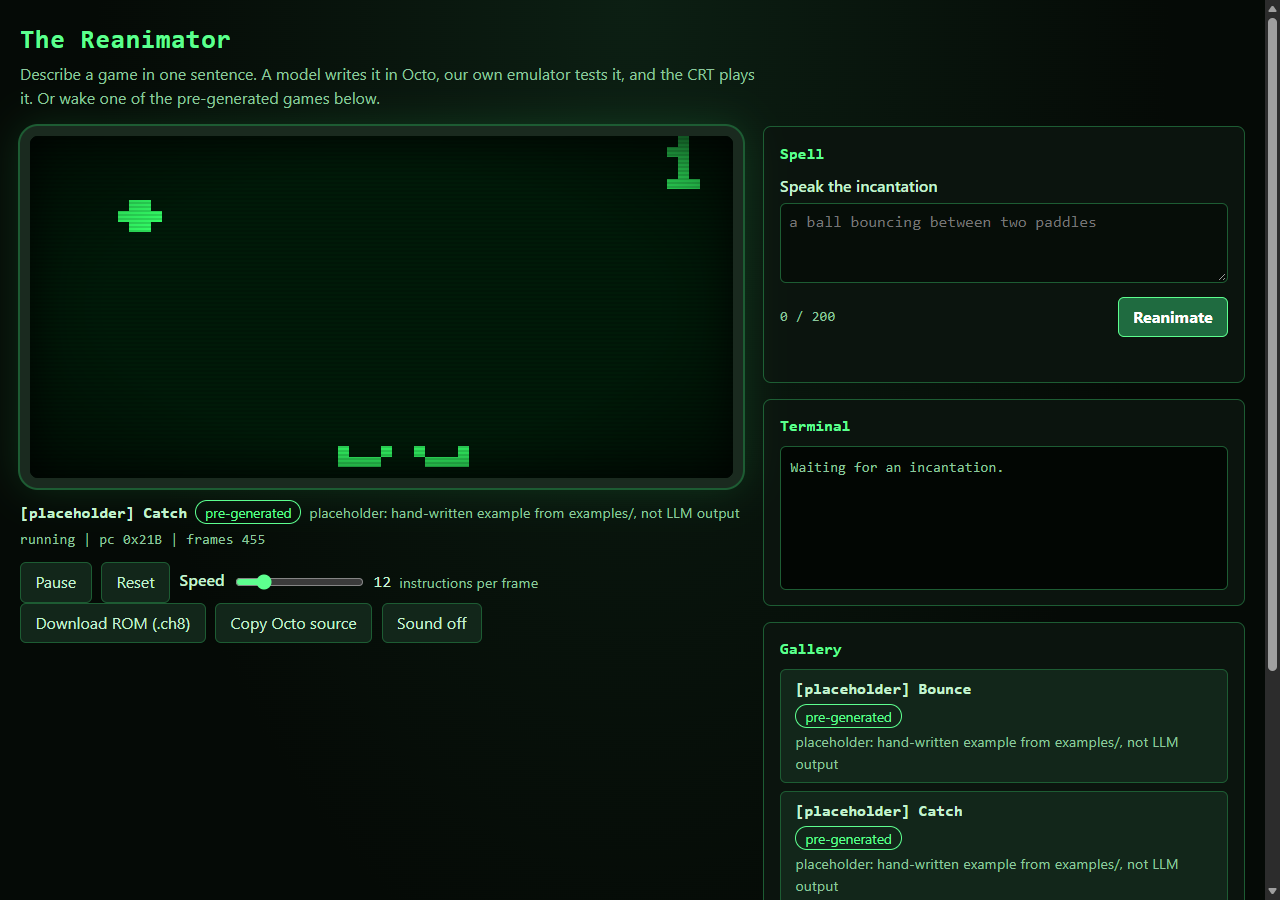 The Reanimator
Describe a game in one sentence. A model writes it in Octo, our own emulator tests it, and the CRT plays
it. Or wake one of the pre-generated games below.
1
[placeholder] Catch pre-generated placeholder: hand-written example from examples/, not LLM output
running | pc 0x21B | frames 455
Pause Reset Speed 12 instructions per frame
Download ROM (.ch8) Copy Octo source Sound off
Spell
Speak the incantation
a ball bouncing between two paddles
0 / 200 Reanimate
Terminal
Waiting for an incantation.
Gallery
[placeholder] Bounce
pre-generated
placeholder: hand-written example from examples/, not LLM
output
[placeholder] Catch
pre-generated
placeholder: hand-written example from examples/, not LLM
output